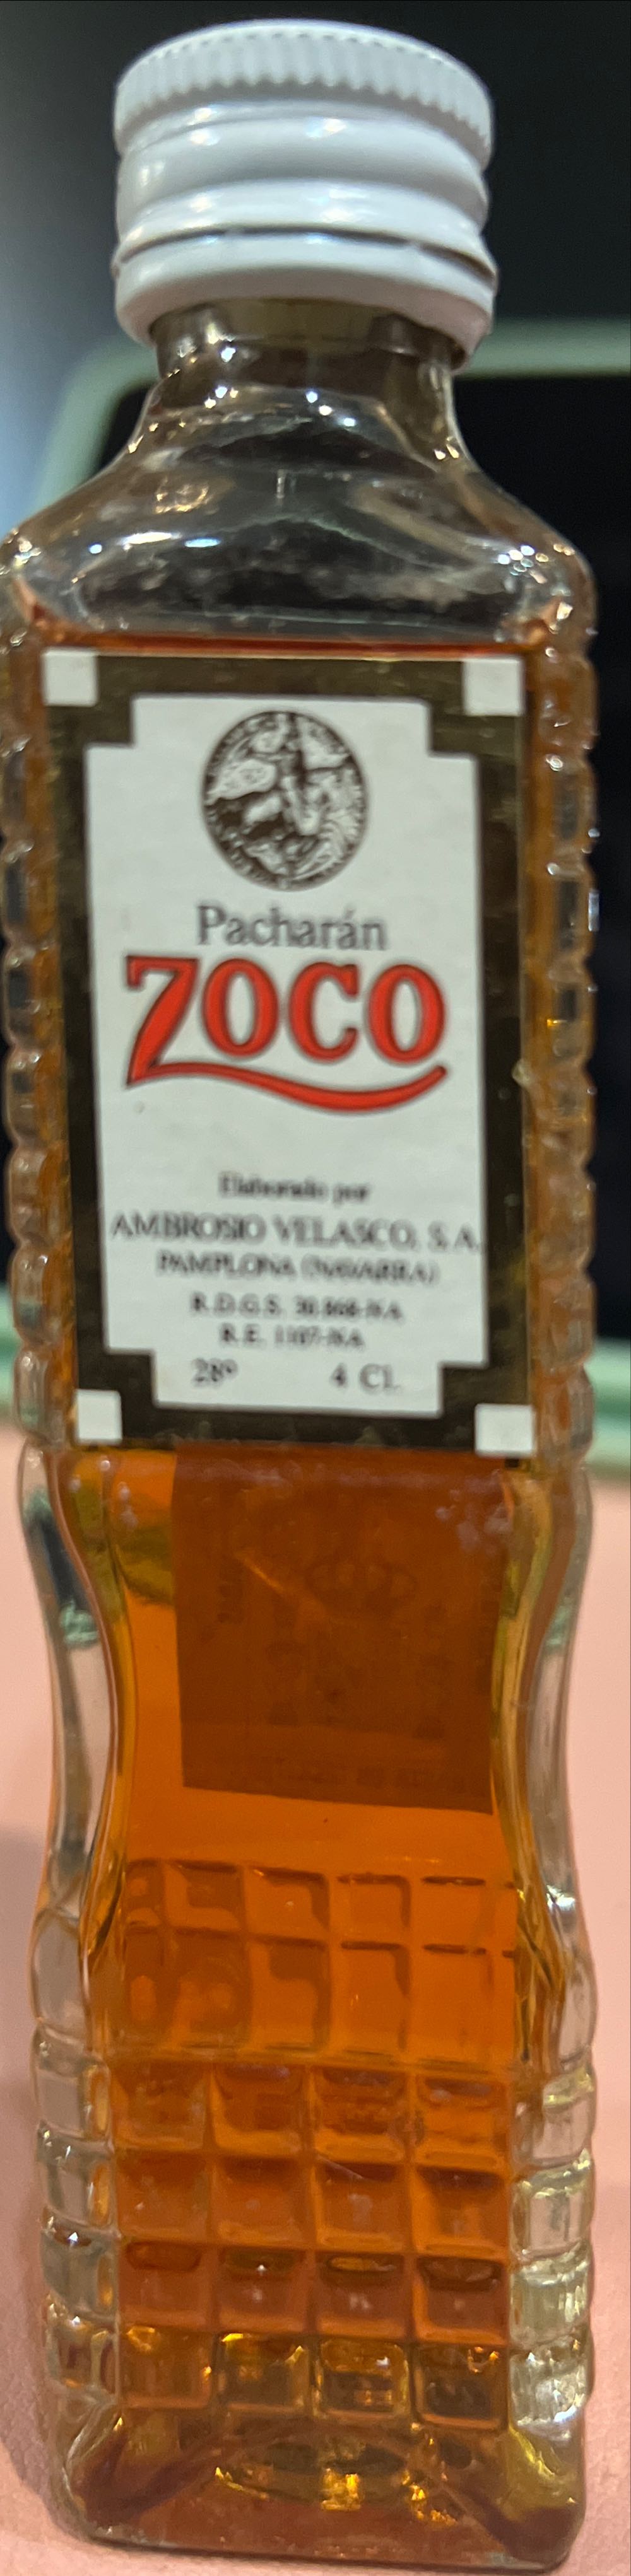 Pacharán
ZOCO
Elaborado por
AMBROSIO VELASCO, S.A.
PAMPLONA (NAVARRA)
R.D.G.S. 30.868-NA
R.E. 1107-NA
28º 4 Cl.